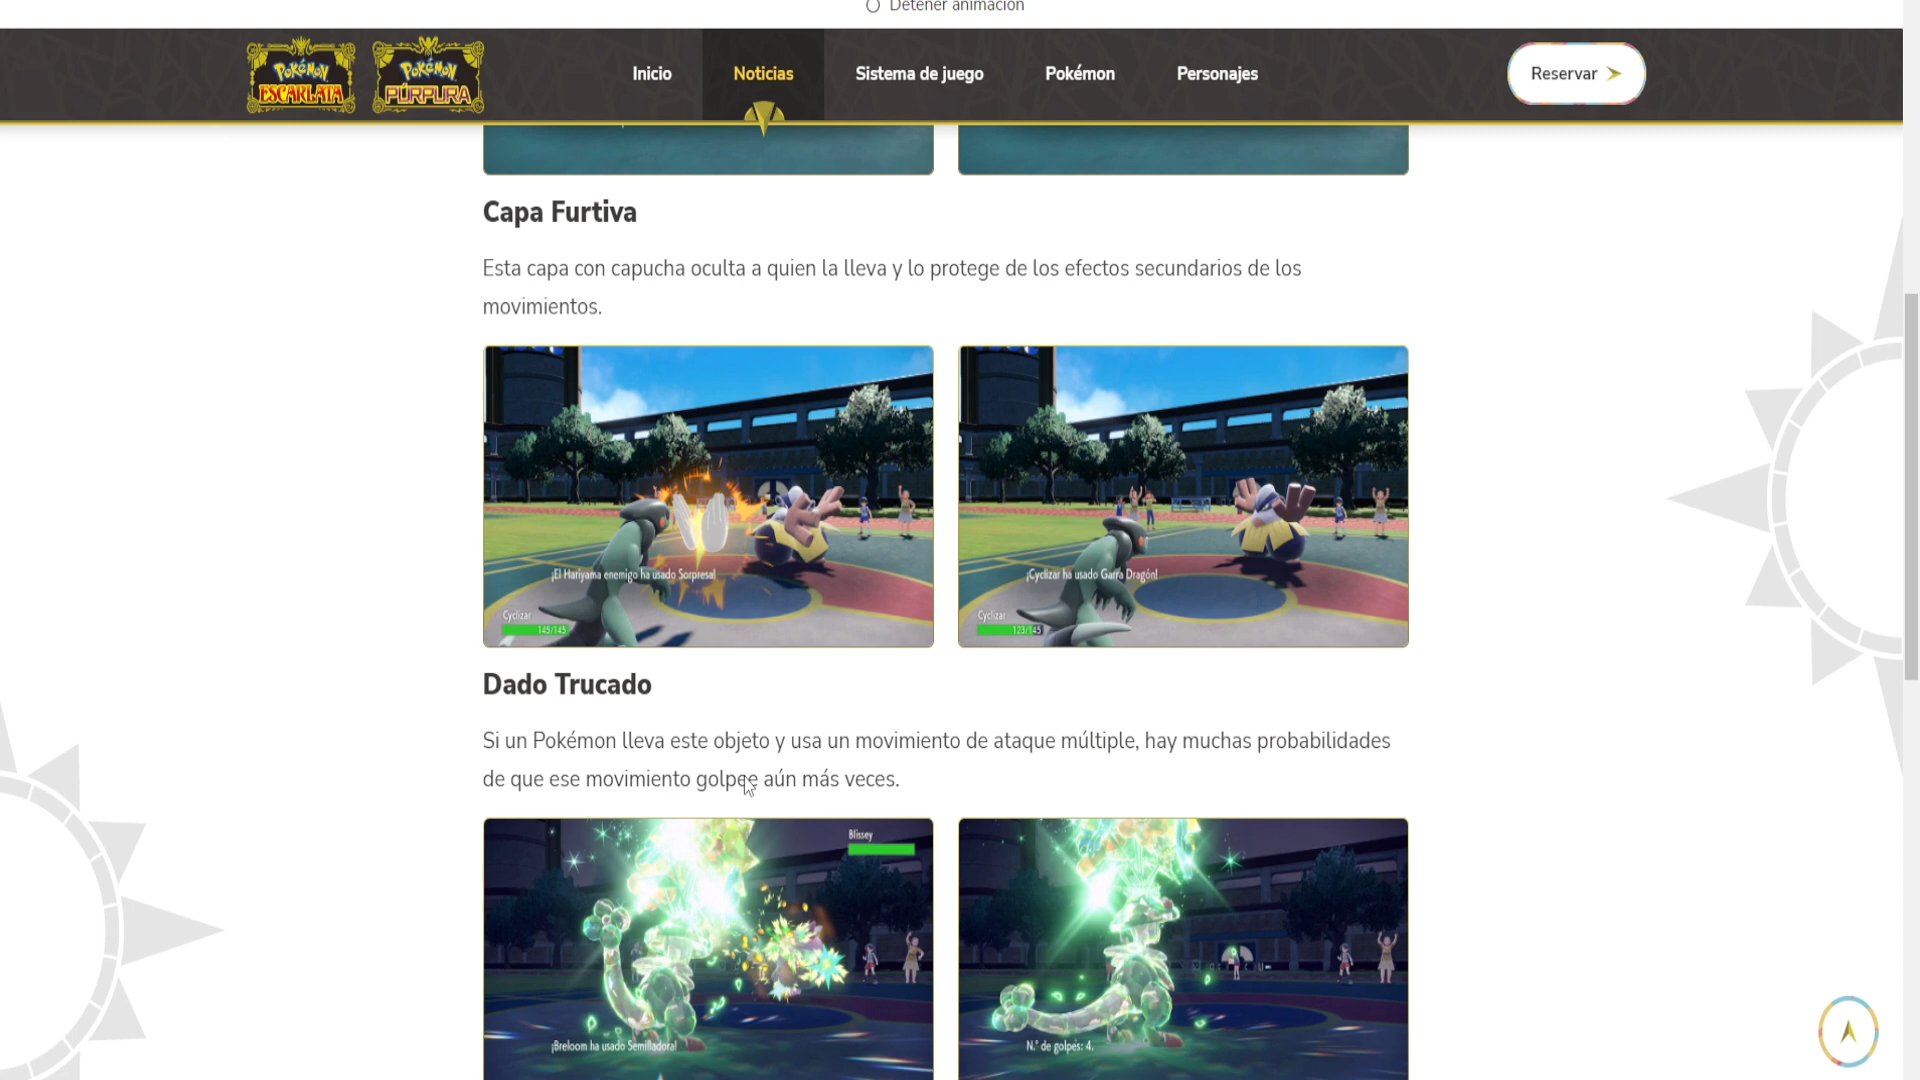 Detener animación
Pokémon ESCARLATA
Pokémon PÚRPURA
Inicio
Noticias
Sistema de juego
Pokémon
Personajes
Reservar
Capa Furtiva
Esta capa con capucha oculta a quien la lleva y lo protege de los efectos secundarios de los
movimientos.
¡El Hariyama enemigo ha usado Sorpresa!
Cyclizar
145/145
¡Cyclizar ha usado Garra Dragón!
Cyclizar
123/145
Dado Trucado
Si un Pokémon lleva este objeto y usa un movimiento de ataque múltiple, hay muchas probabilidades
de que ese movimiento golpee aún más veces.
Blissey
¡Breloom ha usado Semilladora!
N.º de golpes: 4.